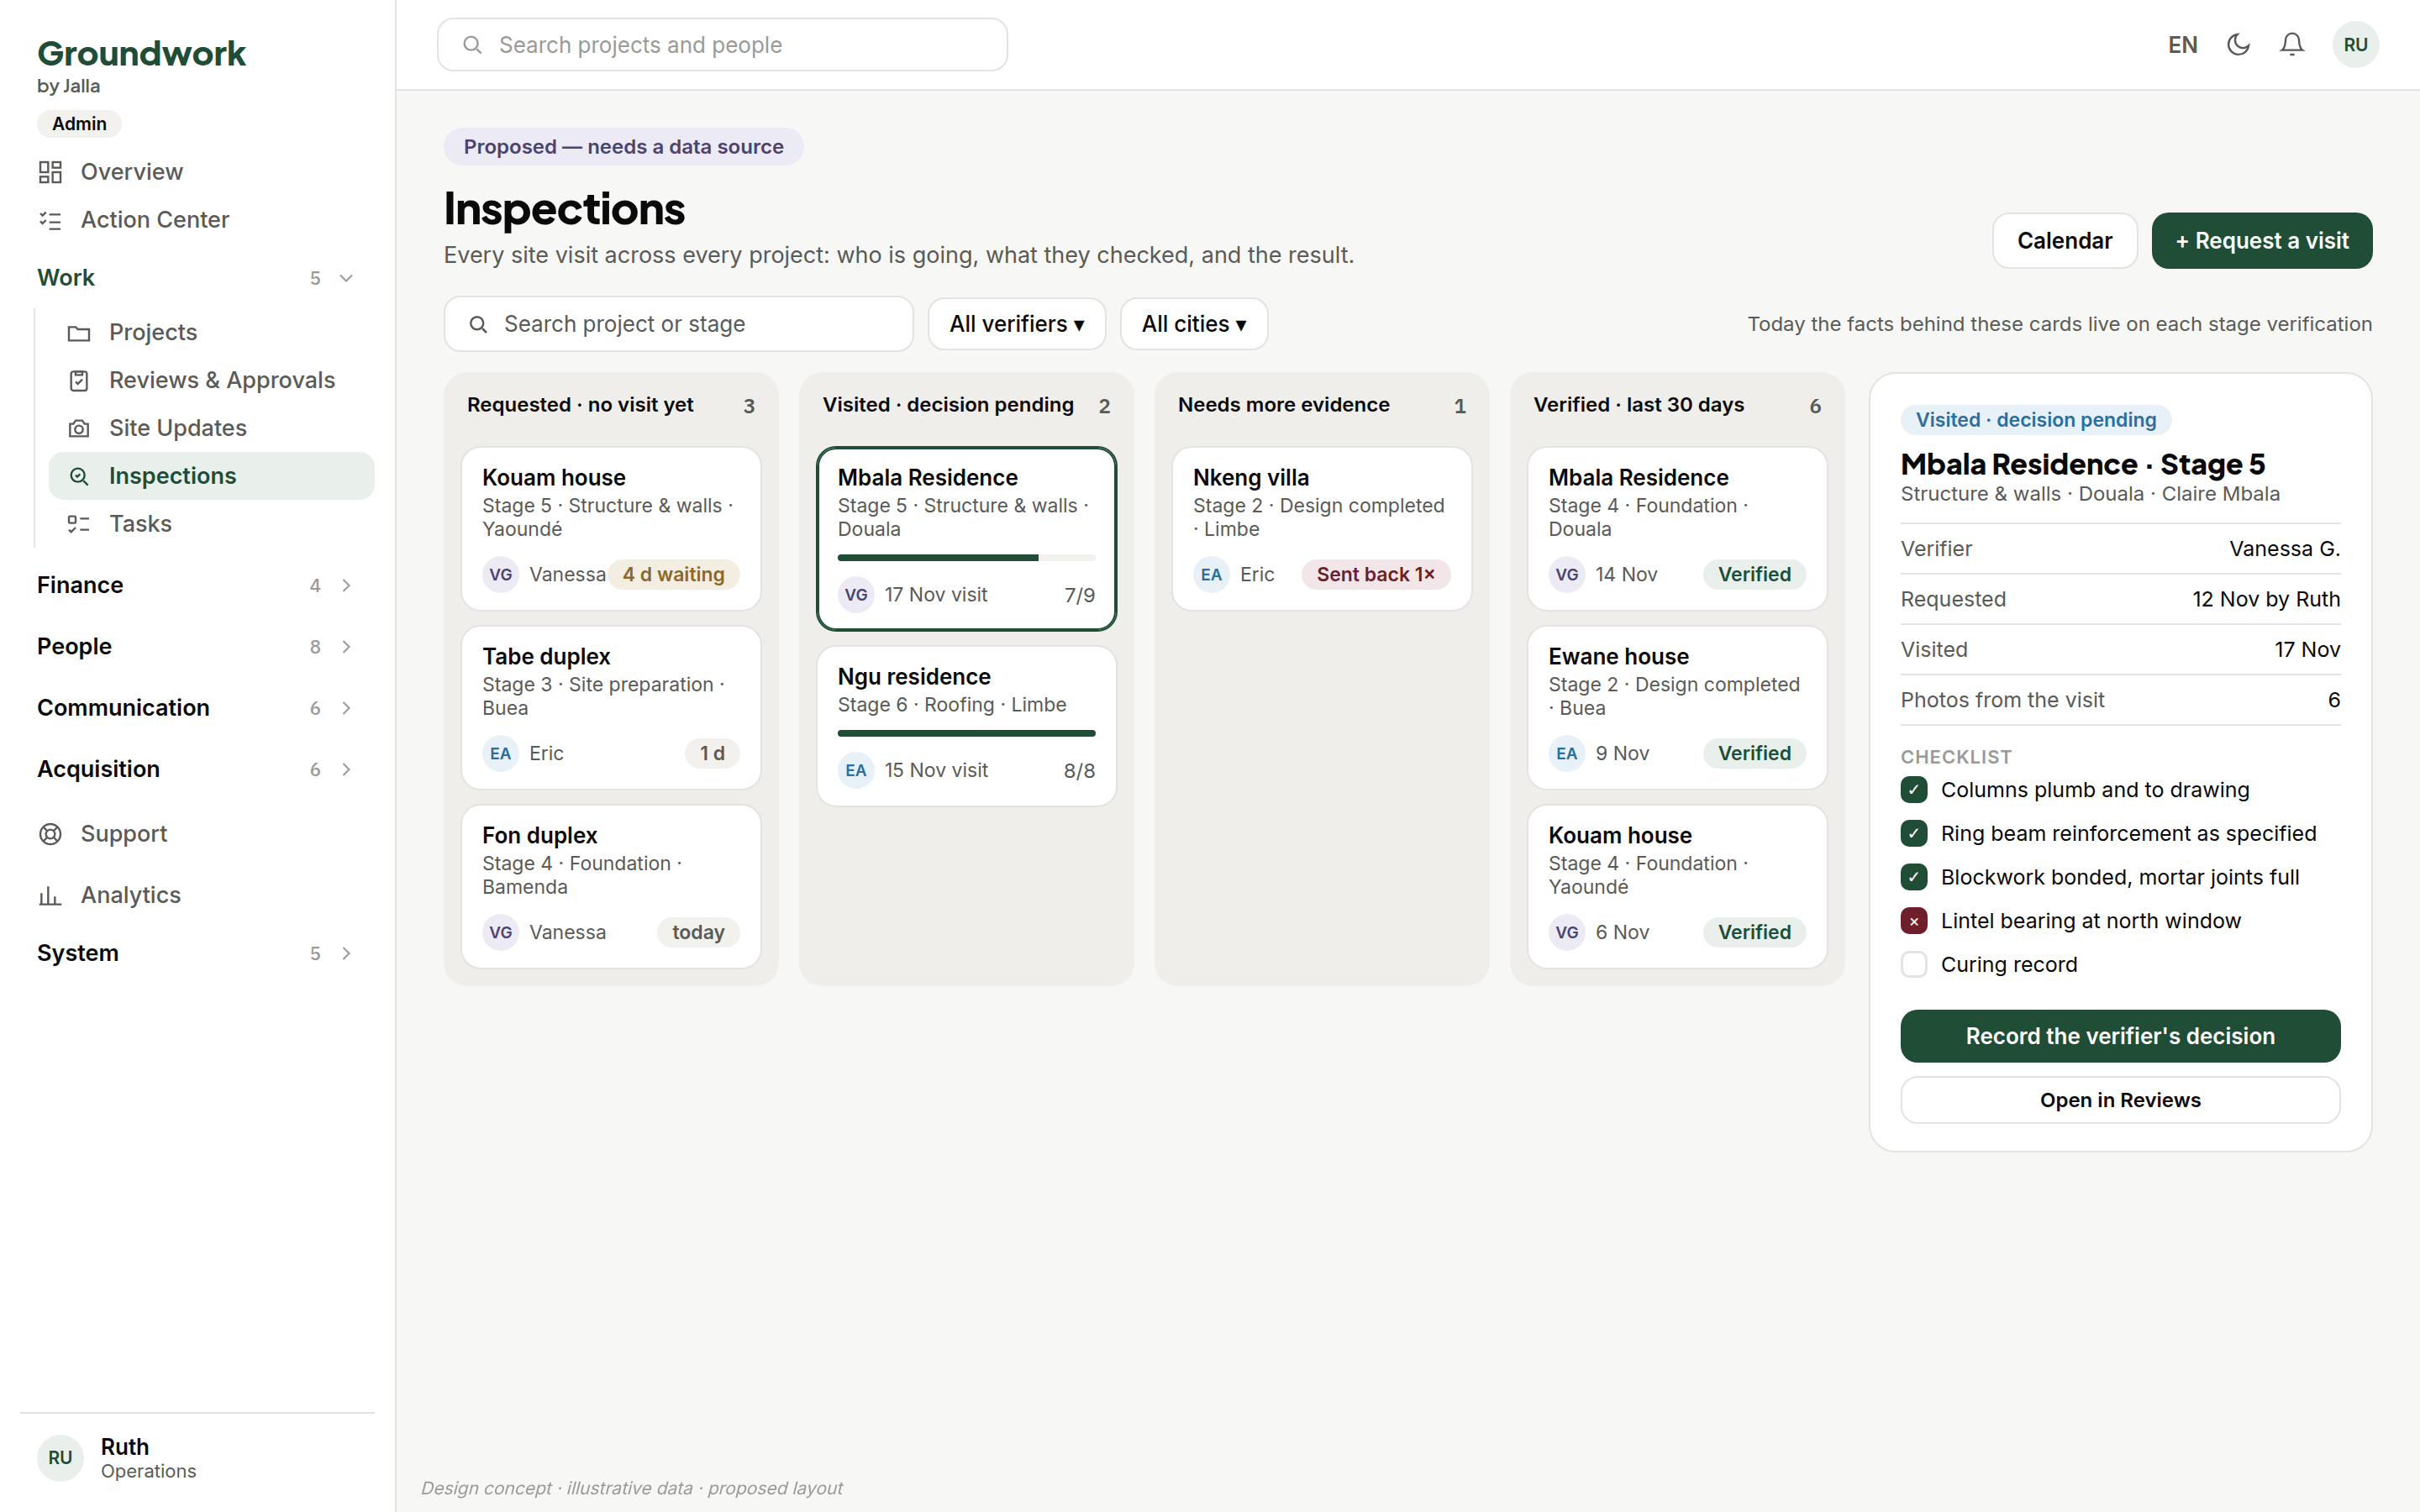 Groundwork
by Jalla
Admin
Overview
Action Center
Work 5
Projects
Reviews & Approvals
Site Updates
Inspections
Tasks
Finance 4
People 8
Communication 6
Acquisition 6
Support
Analytics
System 5
RU
Ruth
Operations
Search projects and people
EN
RU
Proposed — needs a data source
Inspections
Every site visit across every project: who is going, what they checked, and the result.
Calendar
+ Request a visit
Search project or stage
All verifiers ▾
All cities ▾
Today the facts behind these cards live on each stage verification
Requested · no visit yet 3
Kouam house
Stage 5 · Structure & walls ·
Yaoundé
VG Vanessa 4 d waiting
Tabe duplex
Stage 3 · Site preparation ·
Buea
EA Eric 1 d
Fon duplex
Stage 4 · Foundation ·
Bamenda
VG Vanessa today
Visited · decision pending 2
Mbala Residence
Stage 5 · Structure & walls ·
Douala
VG 17 Nov visit 7/9
Ngu residence
Stage 6 · Roofing · Limbe
EA 15 Nov visit 8/8
Needs more evidence 1
Nkeng villa
Stage 2 · Design completed
· Limbe
EA Eric Sent back 1×
Verified · last 30 days 6
Mbala Residence
Stage 4 · Foundation ·
Douala
VG 14 Nov Verified
Ewane house
Stage 2 · Design completed
· Buea
EA 9 Nov Verified
Kouam house
Stage 4 · Foundation ·
Yaoundé
VG 6 Nov Verified
Visited · decision pending
Mbala Residence · Stage 5
Structure & walls · Douala · Claire Mbala
Verifier Vanessa G.
Requested 12 Nov by Ruth
Visited 17 Nov
Photos from the visit 6
CHECKLIST
✓ Columns plumb and to drawing
✓ Ring beam reinforcement as specified
✓ Blockwork bonded, mortar joints full
× Lintel bearing at north window
Curing record
Record the verifier's decision
Open in Reviews
Design concept · illustrative data · proposed layout